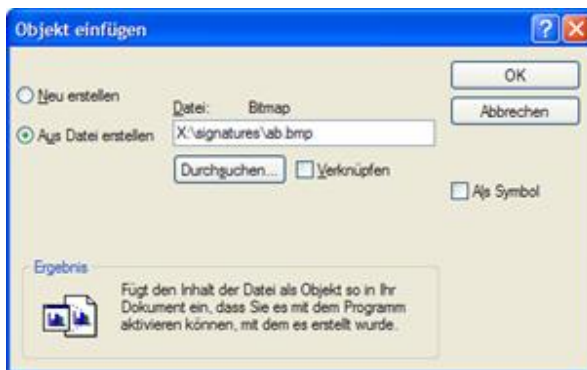 Objekt einfügen
OK
Abbrechen
Neu erstellen
Aus Datei erstellen
Datei: Bitmap
X:\signatures\ab.bmp
Durchsuchen...
Verknüpfen
Als Symbol
Ergebnis
Fügt den Inhalt der Datei als Objekt so in Ihr
Dokument ein, dass Sie es mit dem Programm
aktivieren können, mit dem es erstellt wurde.